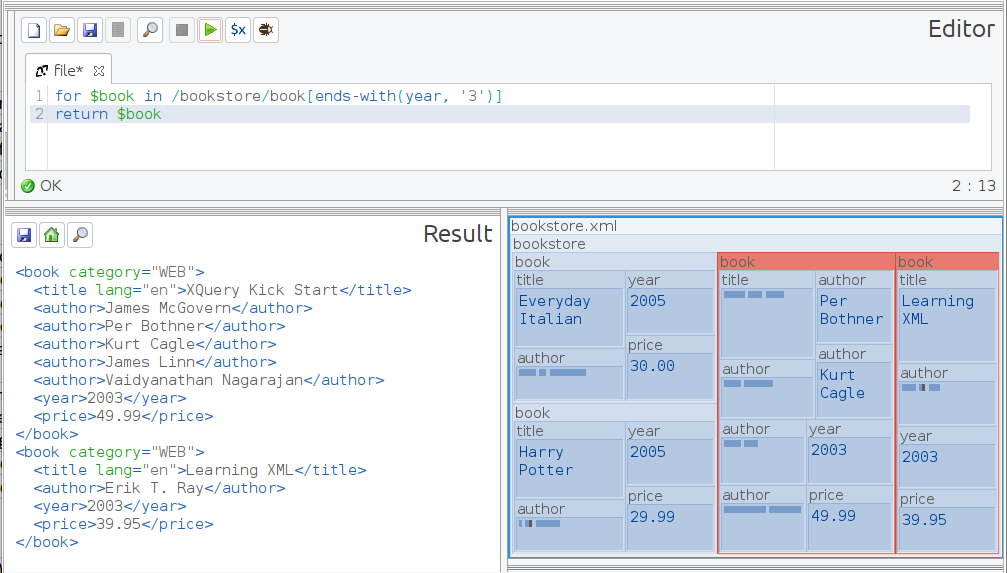 $x
Editor
file*
1 for $book in /bookstore/book[ends-with(year, '3')]
2 return $book
OK
2 : 13
Result
<book category="WEB">
<title lang="en">XQuery Kick Start</title>
<author>James McGovern</author>
<author>Per Bothner</author>
<author>Kurt Cagle</author>
<author>James Linn</author>
<author>Vaidyanathan Nagarajan</author>
<year>2003</year>
<price>49.99</price>
</book>
<book category="WEB">
<title lang="en">Learning XML</title>
<author>Erik T. Ray</author>
<year>2003</year>
<price>39.95</price>
</book>
bookstore.xml
bookstore
book
title
Everyday
Italian
year
2005
author
price
30.00
book
title
Harry
Potter
year
2005
author
price
29.99
book
title
author
Per
Bothner
author
author
Kurt
Cagle
author
year
2003
author
price
49.99
book
title
Learning
XML
author
year
2003
price
39.95